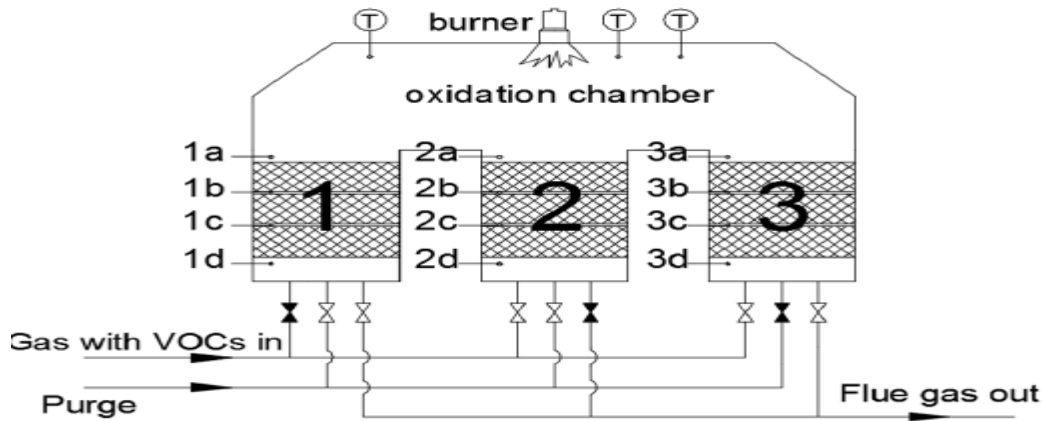 T burner T T
oxidation chamber
1a 2a 3a
1b 2b 3b
1 2 3
1c 2c 3c
1d 2d 3d
Gas with VOCs in
Purge
Flue gas out